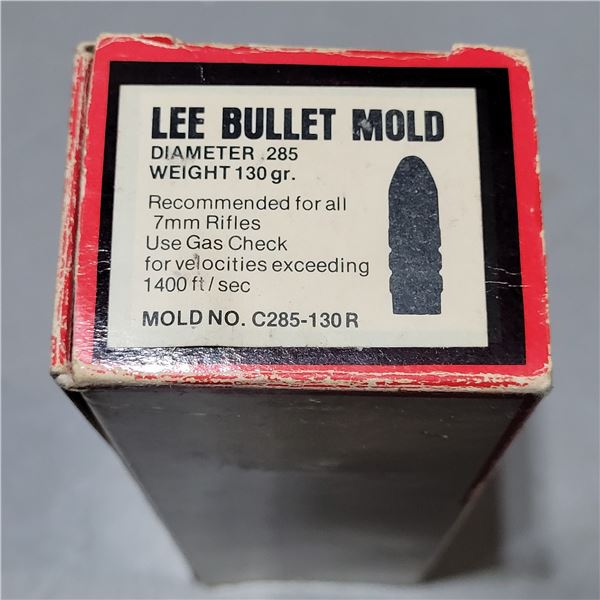 LEE BULLET MOLD
DIAMETER .285
WEIGHT 130 gr.
Recommended for all
7mm Rifles
Use Gas Check
for velocities exceeding
1400 ft/sec
MOLD NO. C285-130R